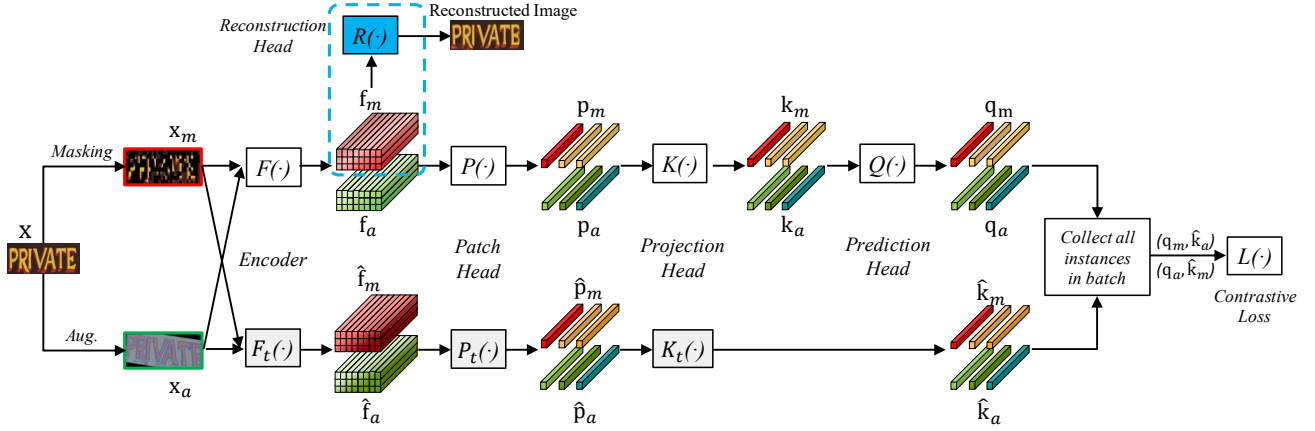 Reconstruction Head
R(·)
Reconstructed Image
PRIVATE
f_m
x_m
Masking
F(·)
f_a
P(·)
p_m
p_a
K(·)
k_m
k_a
Q(·)
q_m
q_a
x
PRIVATE
Encoder
Patch Head
Projection Head
Prediction Head
Collect all
instances
in batch
(q_m, k̂_a)
(q_a, k̂_m)
L(·)
Contrastive
Loss
Aug.
PRIVATE
x_a
F_t(·)
f̂_m
f̂_a
P_t(·)
p̂_m
p̂_a
K_t(·)
k̂_m
k̂_a